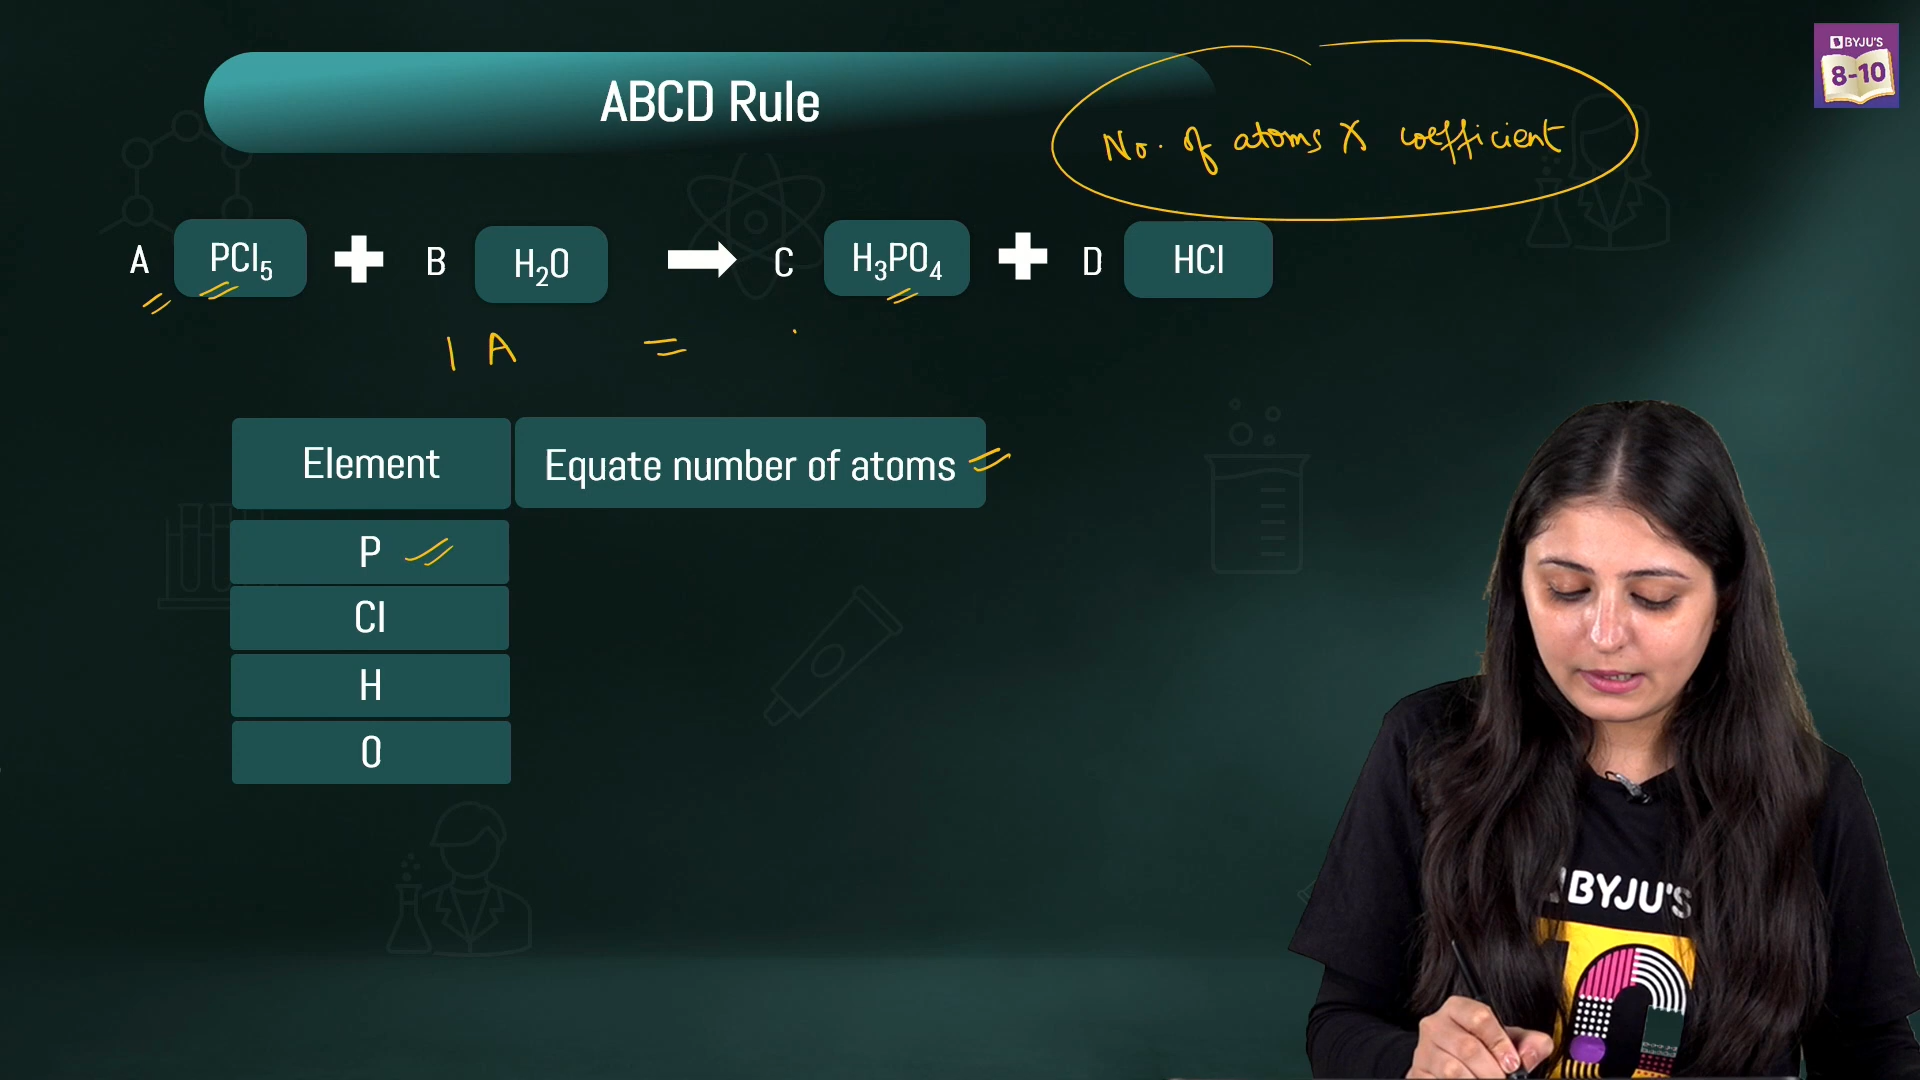 BYJU'S
8-10
ABCD Rule
No. of atoms X coefficient
A PCl₅ + B H₂O → C H₃PO₄ + D HCl
1 A =
Element Equate number of atoms
P
Cl
H
O
BYJU'S